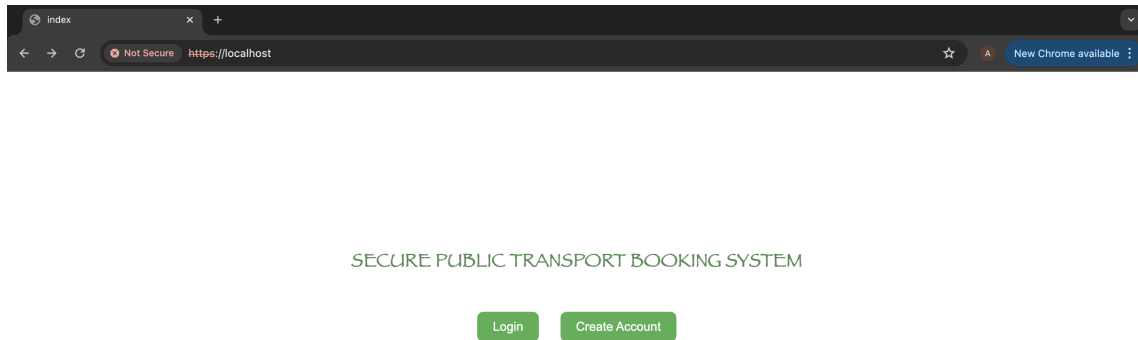 index
Not Secure https://localhost
A New Chrome available
SECURE PUBLIC TRANSPORT BOOKING SYSTEM
Login Create Account